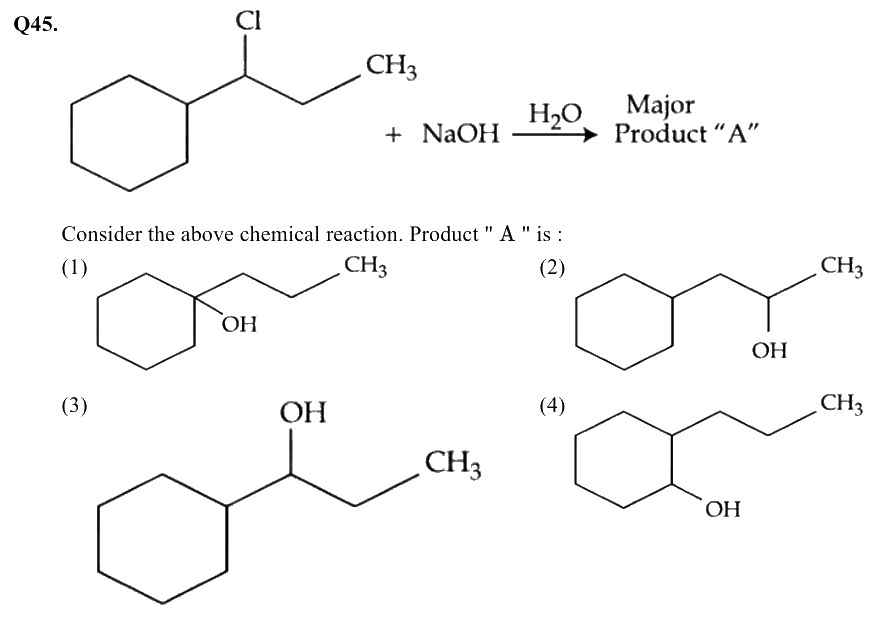 Q45.
Cl
CH₃
+ NaOH
H₂O
Major
Product “A”
Consider the above chemical reaction. Product " A " is :
(1)
CH₃
OH
(2)
CH₃
OH
(3)
OH
CH₃
(4)
CH₃
OH